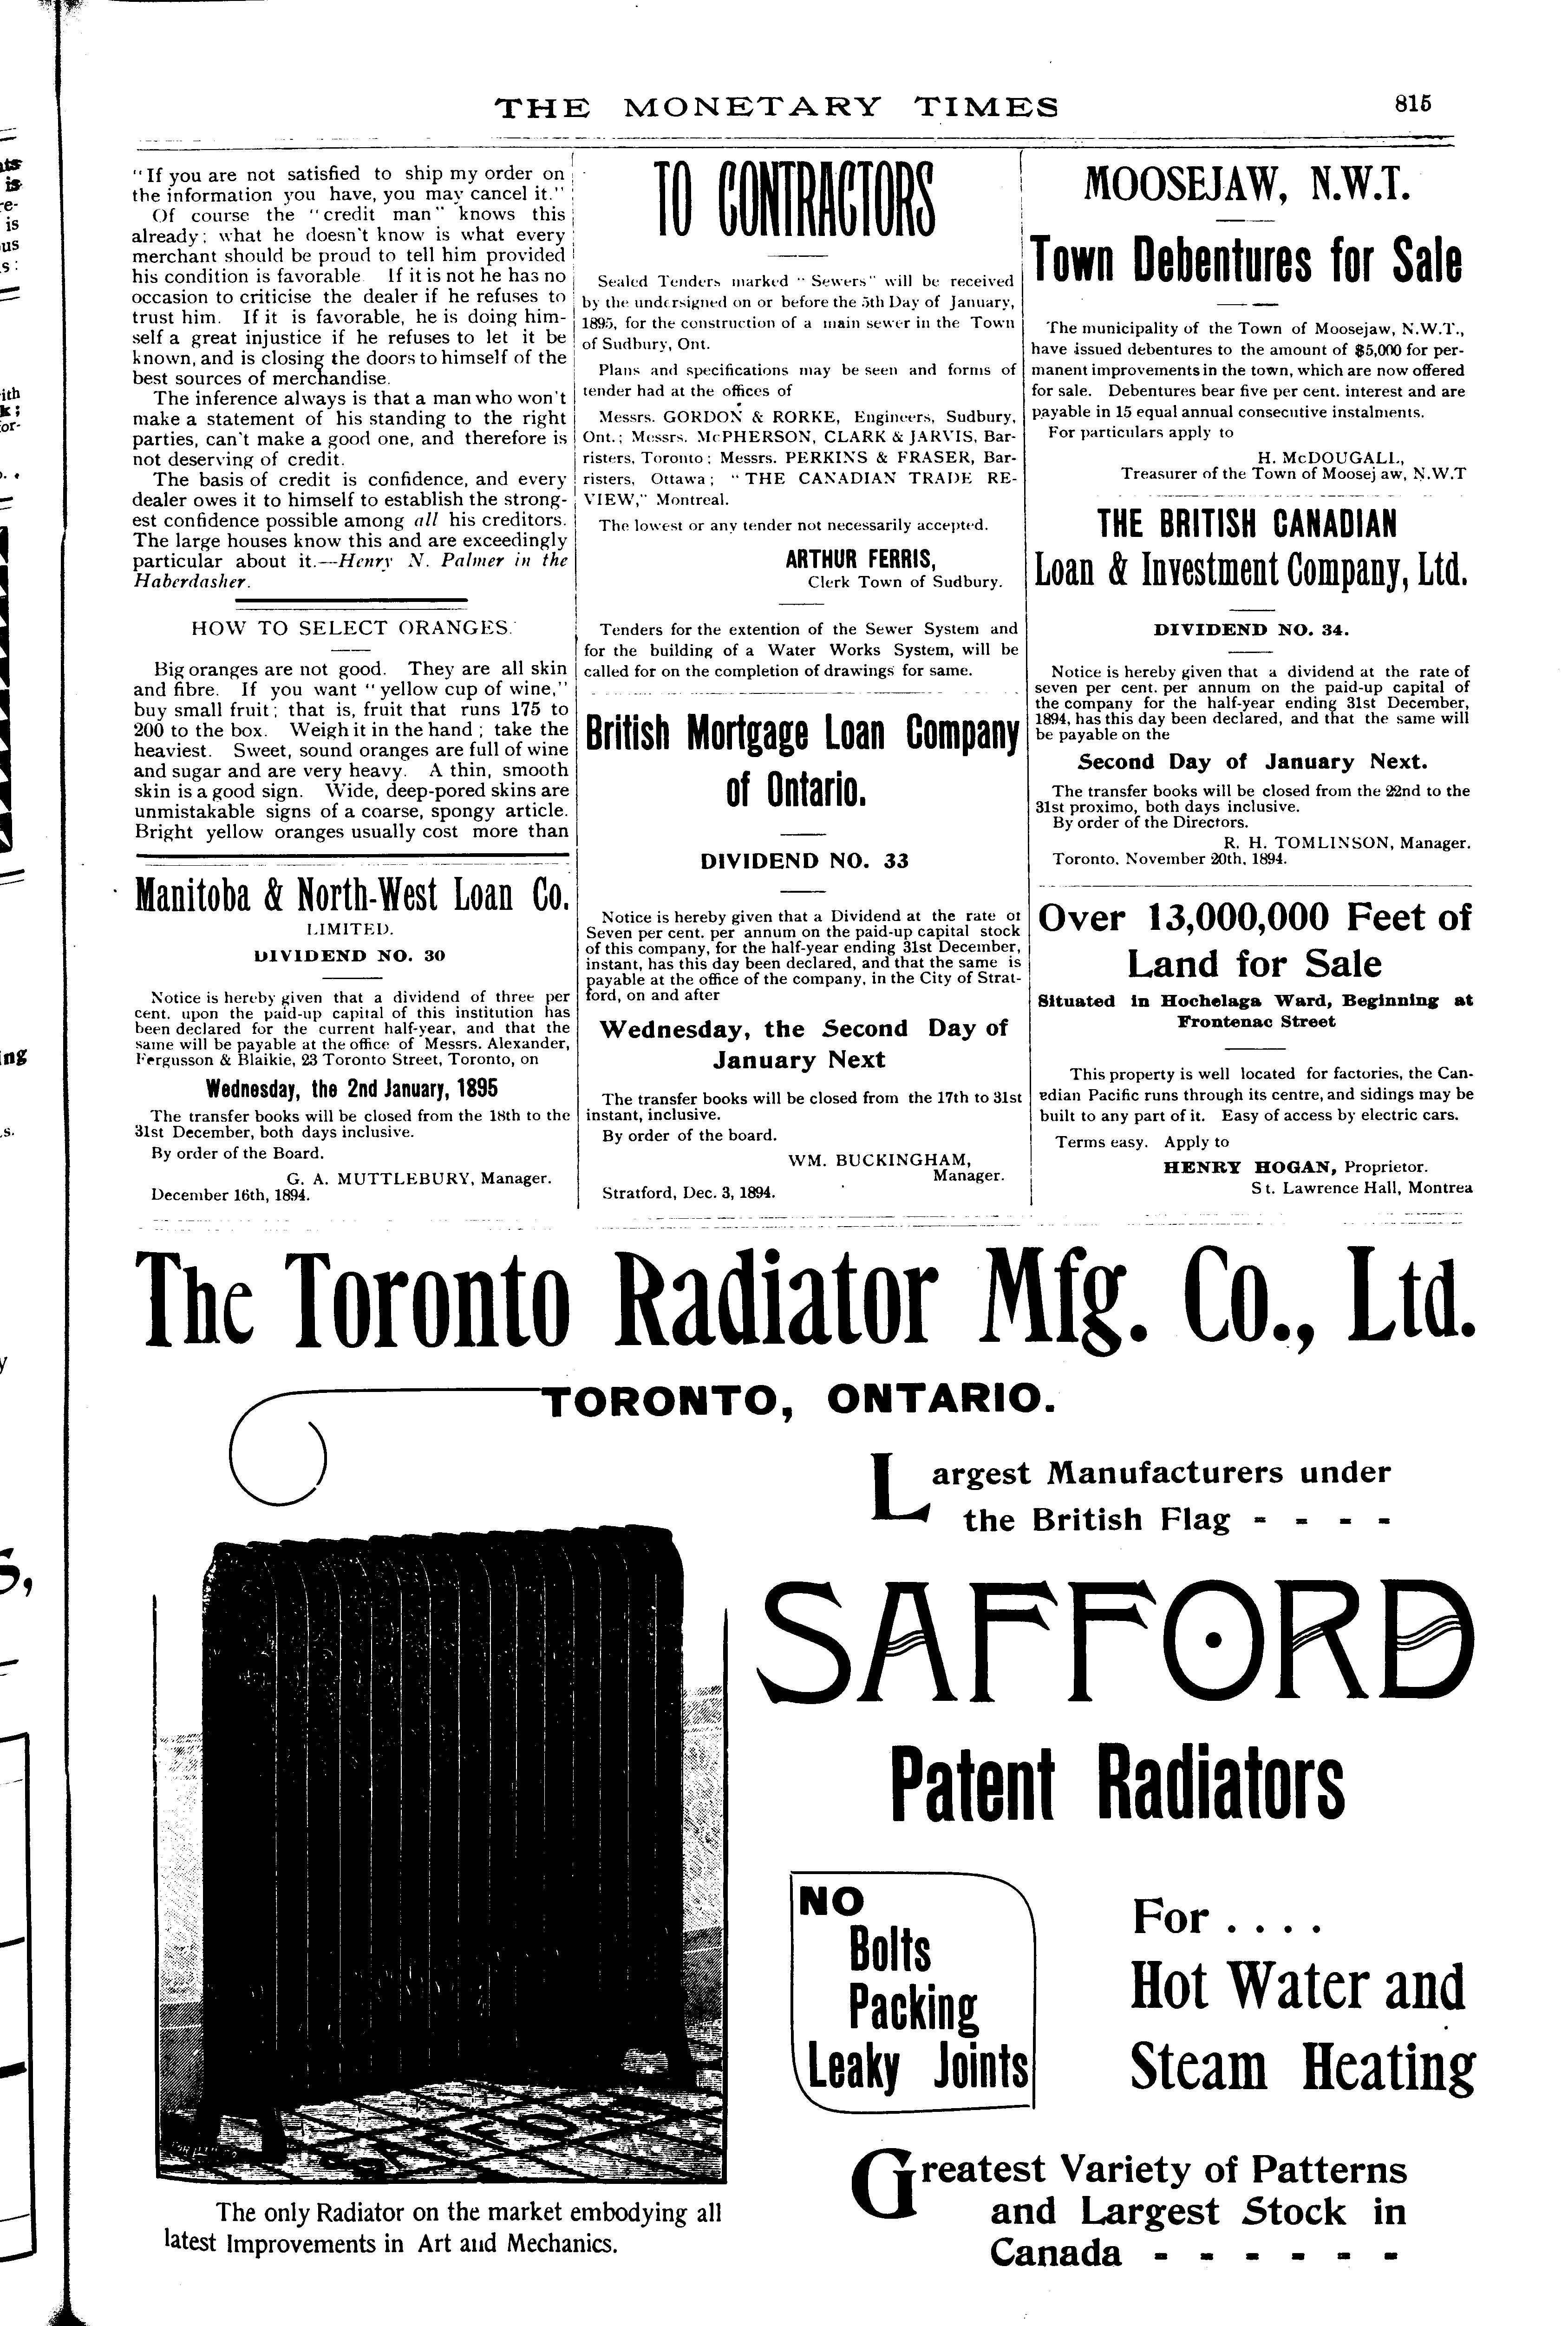 THE MONETARY TIMES 815
"If you are not satisfied to ship my order on
the information you have, you may cancel it."
Of course the "credit man" knows this
already; what he doesn't know is what every
merchant should be proud to tell him provided
his condition is favorable. If it is not he has no
occasion to criticise the dealer if he refuses to
trust him. If it is favorable, he is doing him-
self a great injustice if he refuses to let it be
known, and is closing the doors to himself of the
best sources of merchandise.
The inference always is that a man who won't
make a statement of his standing to the right
parties, can't make a good one, and therefore is
not deserving of credit.
The basis of credit is confidence, and every
dealer owes it to himself to establish the strong-
est confidence possible among all his creditors.
The large houses know this and are exceedingly
particular about it.—Henry N. Palmer in the
Haberdasher.
HOW TO SELECT ORANGES.
Big oranges are not good. They are all skin
and fibre. If you want "yellow cup of wine,"
buy small fruit; that is, fruit that runs 175 to
200 to the box. Weigh it in the hand; take the
heaviest. Sweet, sound oranges are full of wine
and sugar and are very heavy. A thin, smooth
skin is a good sign. Wide, deep-pored skins are
unmistakable signs of a coarse, spongy article.
Bright yellow oranges usually cost more than
Manitoba & North-West Loan Co.
LIMITED.
DIVIDEND NO. 30
Notice is hereby given that a dividend of three per
cent. upon the paid-up capital of this institution has
been declared for the current half-year, and that the
same will be payable at the office of Messrs. Alexander,
Fergusson & Blaikie, 23 Toronto Street, Toronto, on
Wednesday, the 2nd January, 1895
The transfer books will be closed from the 18th to the
31st December, both days inclusive.
By order of the Board.
G. A. MUTTLEBURY, Manager.
December 16th, 1894.
TO CONTRACTORS
Sealed Tenders marked "Sewers" will be received
by the undersigned on or before the 5th Day of January,
1895, for the construction of a main sewer in the Town
of Sudbury, Ont.
Plans and specifications may be seen and forms of
tender had at the offices of
Messrs. GORDON & RORKE, Engineers, Sudbury,
Ont.; Messrs. McPHERSON, CLARK & JARVIS, Bar-
risters, Toronto; Messrs. PERKINS & FRASER, Bar-
risters, Ottawa; "THE CANADIAN TRADE RE-
VIEW," Montreal.
The lowest or any tender not necessarily accepted.
ARTHUR FERRIS,
Clerk Town of Sudbury.
Tenders for the extention of the Sewer System and
for the building of a Water Works System, will be
called for on the completion of drawings for same.
British Mortgage Loan Company
of Ontario.
DIVIDEND NO. 33
Notice is hereby given that a Dividend at the rate of
Seven per cent. per annum on the paid-up capital stock
of this company, for the half-year ending 31st December,
instant, has this day been declared, and that the same is
payable at the office of the company, in the City of Strat-
ford, on and after
Wednesday, the Second Day of
January Next
The transfer books will be closed from the 17th to 31st
instant, inclusive.
By order of the board.
WM. BUCKINGHAM,
Manager.
Stratford, Dec. 3, 1894.
MOOSEJAW, N.W.T.
Town Debentures for Sale
The municipality of the Town of Moosejaw, N.W.T.,
have issued debentures to the amount of $5,000 for per-
manent improvements in the town, which are now offered
for sale. Debentures bear five per cent. interest and are
payable in 15 equal annual consecutive instalments.
For particulars apply to
H. McDOUGALL,
Treasurer of the Town of Moosej aw, N.W.T
THE BRITISH CANADIAN
Loan & Investment Company, Ltd.
DIVIDEND NO. 34.
Notice is hereby given that a dividend at the rate of
seven per cent. per annum on the paid-up capital of
the company for the half-year ending 31st December,
1894, has this day been declared, and that the same will
be payable on the
Second Day of January Next.
The transfer books will be closed from the 22nd to the
31st proximo, both days inclusive.
By order of the Directors.
R. H. TOMLINSON, Manager.
Toronto, November 20th, 1894.
Over 13,000,000 Feet of
Land for Sale
Situated in Hochelaga Ward, Beginning at
Frontenac Street
This property is well located for factories, the Can-
adian Pacific runs through its centre, and sidings may be
built to any part of it. Easy of access by electric cars.
Terms easy. Apply to
HENRY HOGAN, Proprietor.
St. Lawrence Hall, Montrea
The Toronto Radiator Mfg. Co., Ltd.
TORONTO, ONTARIO.
Largest Manufacturers under
the British Flag - - - -
SAFFORD
Patent Radiators
NO
Bolts
Packing
Leaky Joints
For . . . .
Hot Water and
Steam Heating
Greatest Variety of Patterns
and Largest Stock in
Canada - - - - - -
SAFFORD
The only Radiator on the market embodying all
latest Improvements in Art and Mechanics.